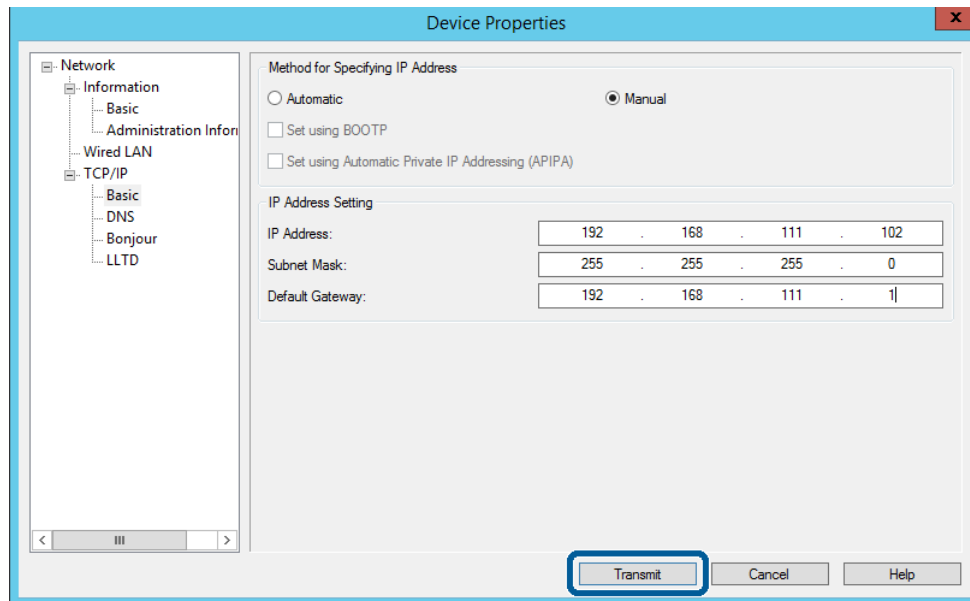 Device Properties
x
Network
Information
Basic
Administration Infor
Wired LAN
TCP/IP
Basic
DNS
Bonjour
LLTD
Method for Specifying IP Address
Automatic
Manual
Set using BOOTP
Set using Automatic Private IP Addressing (APIPA)
IP Address Setting
IP Address: 192 . 168 . 111 . 102
Subnet Mask: 255 . 255 . 255 . 0
Default Gateway: 192 . 168 . 111 . 1
Transmit
Cancel
Help